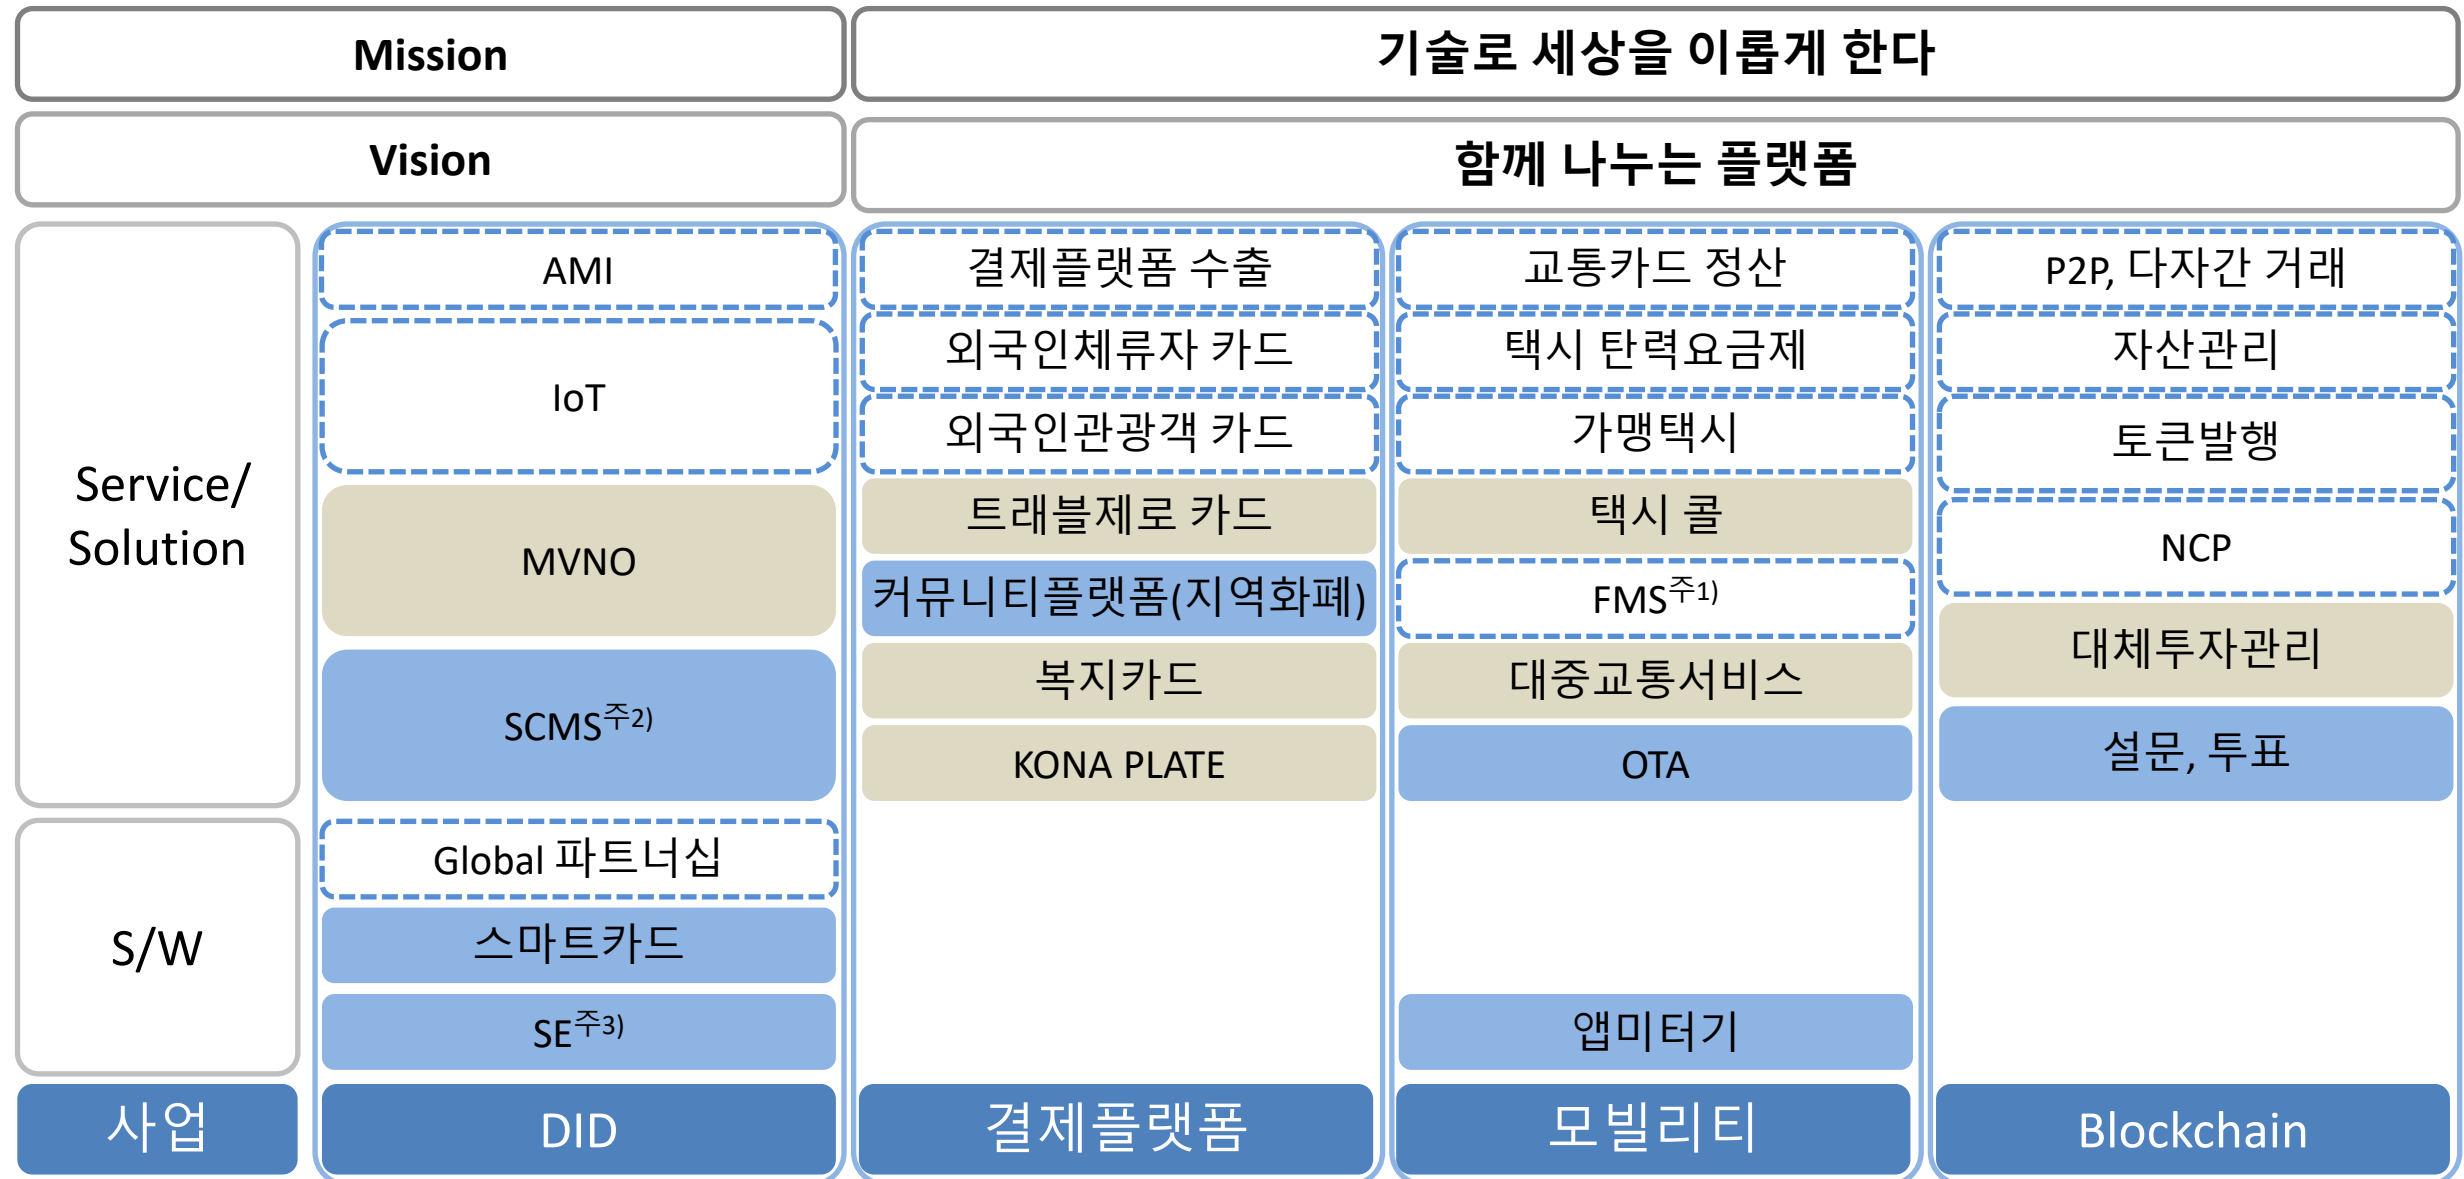 Mission
기술로 세상을 이롭게 한다
Vision
함께 나누는 플랫폼
Service/
Solution
AMI
IoT
MVNO
SCMS주2)
결제플랫폼 수출
외국인체류자 카드
외국인관광객 카드
트래블제로 카드
커뮤니티플랫폼(지역화폐)
복지카드
KONA PLATE
교통카드 정산
택시 탄력요금제
가맹택시
택시 콜
FMS주1)
대중교통서비스
OTA
P2P, 다자간 거래
자산관리
토큰발행
NCP
대체투자관리
설문, 투표
S/W
Global 파트너십
스마트카드
SE주3)
앱미터기
사업
DID
결제플랫폼
모빌리티
Blockchain